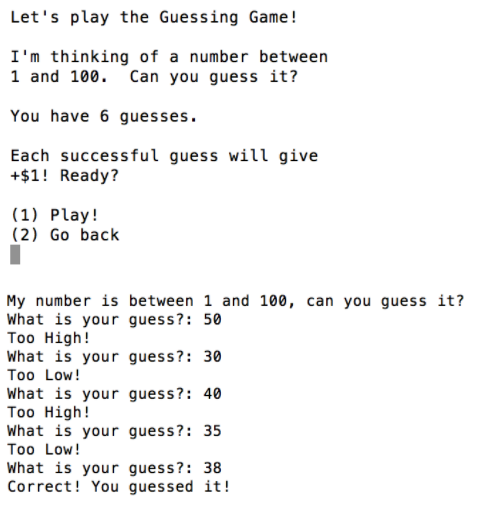 Let's play the Guessing Game!
I'm thinking of a number between
1 and 100.  Can you guess it?
You have 6 guesses.
Each successful guess will give
+$1! Ready?
(1) Play!
(2) Go back
My number is between 1 and 100, can you guess it?
What is your guess?: 50
Too High!
What is your guess?: 30
Too Low!
What is your guess?: 40
Too High!
What is your guess?: 35
Too Low!
What is your guess?: 38
Correct! You guessed it!